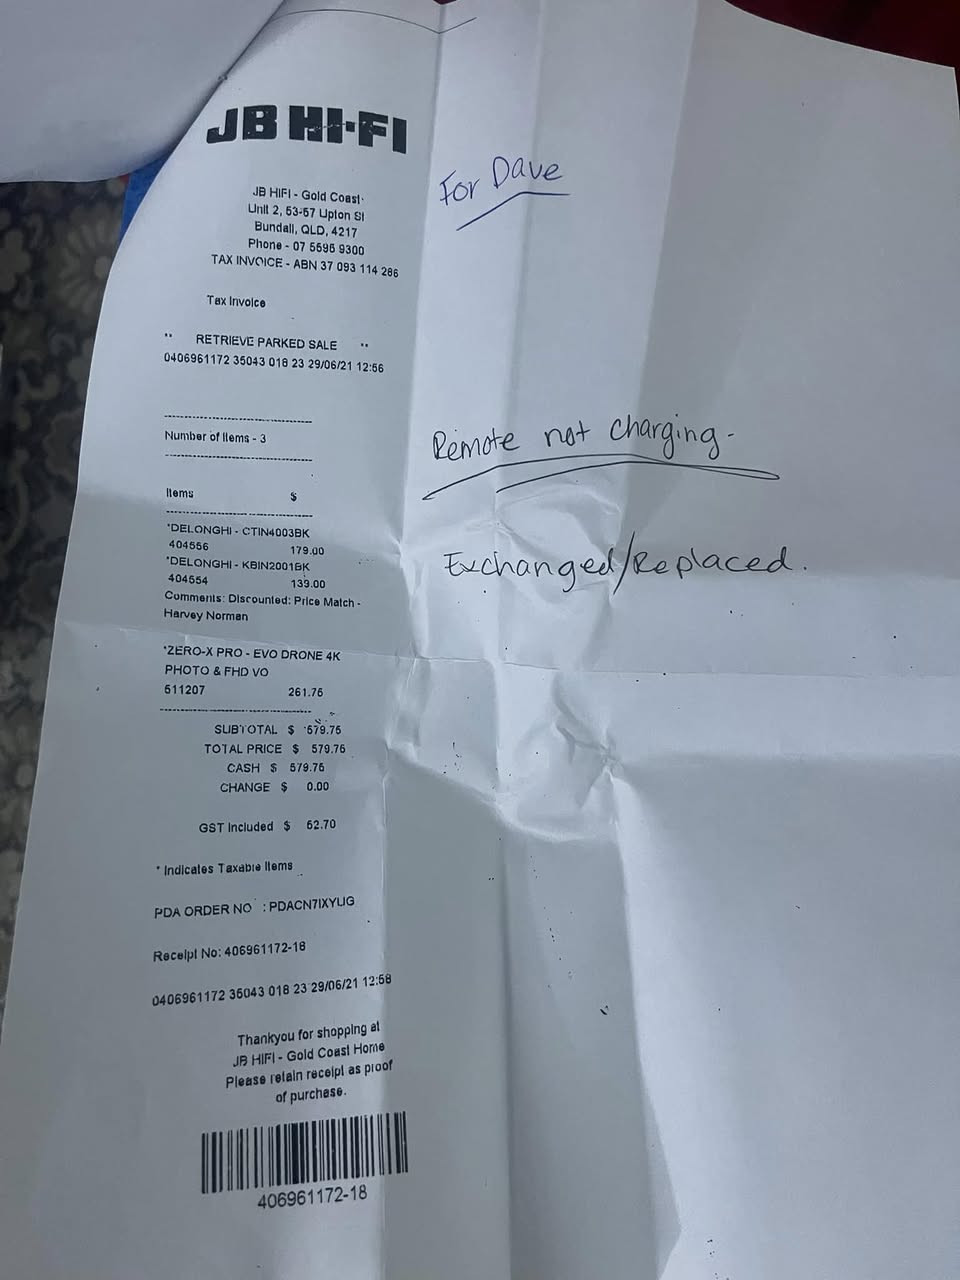 JB HI-FI
For Dave
JB HIFI - Gold Coast
Unit 2, 53-57 Upton St
Bundall, QLD, 4217
Phone - 07 5595 9300
TAX INVOICE - ABN 37 093 114 286
Tax Invoice
** RETRIEVE PARKED SALE **
0406961172 35043 018 23 29/06/21 12:56
Number of Items - 3
Remote not charging-
Items $
*DELONGHI - CTIN4003BK
404556 179.00
*DELONGHI - KBIN2001BK
404554 139.00
Comments: Discounted: Price Match -
Harvey Norman
Exchanged/Replaced.
*ZERO-X PRO - EVO DRONE 4K
PHOTO & FHD VO
511207 261.75
SUBTOTAL $ 579.75
TOTAL PRICE $ 579.75
CASH $ 579.75
CHANGE $ 0.00
GST Included $ 52.70
* Indicates Taxable Items
PDA ORDER NO : PDACN7IXYUG
Receipt No: 406961172-18
0406961172 35043 018 23 29/06/21 12:58
Thankyou for shopping at
JB HIFI - Gold Coast Home
Please retain receipt as proof
of purchase.
406961172-18